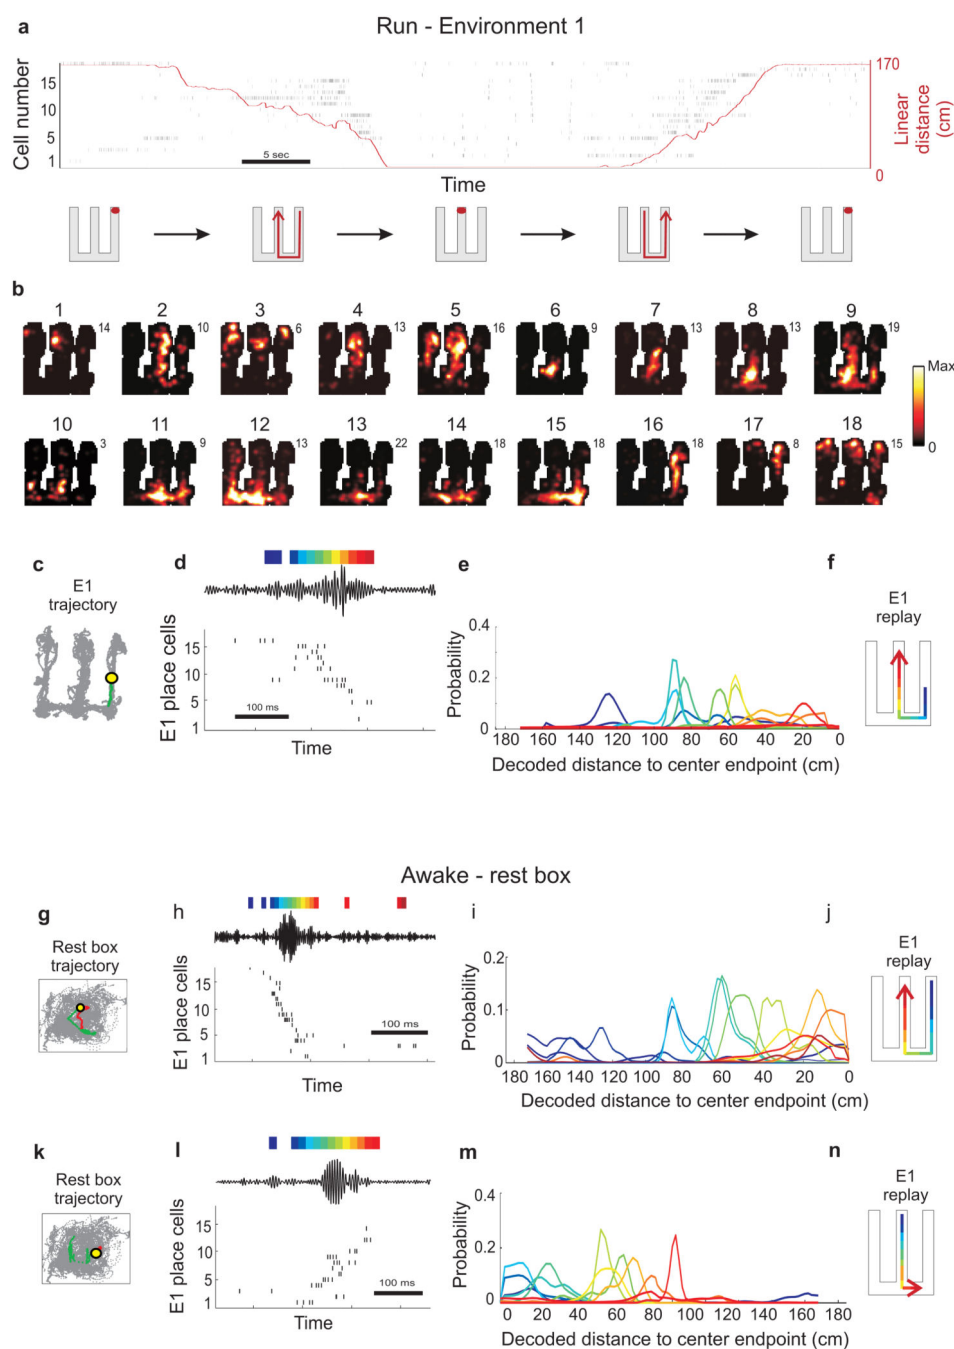 a
Run - Environment 1
Cell number
15
10
5
1
5 sec
Time
170
0
Linear distance (cm)
b
1 2 3 4 5 6 7 8 9
14 10 6 13 16 9 13 13 19
10 11 12 13 14 15 16 17 18
3 9 13 22 18 18 18 8 15
Max
0
c
E1
trajectory
d
E1 place cells
15
10
5
1
100 ms
Time
e
Probability
0.4
0.2
0
180 160 140 120 100 80 60 40 20 0
Decoded distance to center endpoint (cm)
f
E1
replay
Awake - rest box
g
Rest box
trajectory
h
E1 place cells
15
10
5
1
100 ms
Time
i
Probability
0.2
0.1
0
180 160 140 120 100 80 60 40 20 0
Decoded distance to center endpoint (cm)
j
E1
replay
k
Rest box
trajectory
l
E1 place cells
15
10
5
1
100 ms
Time
m
Probability
0.4
0.2
0
0 20 40 60 80 100 120 140 160 180
Decoded distance to center endpoint (cm)
n
E1
replay